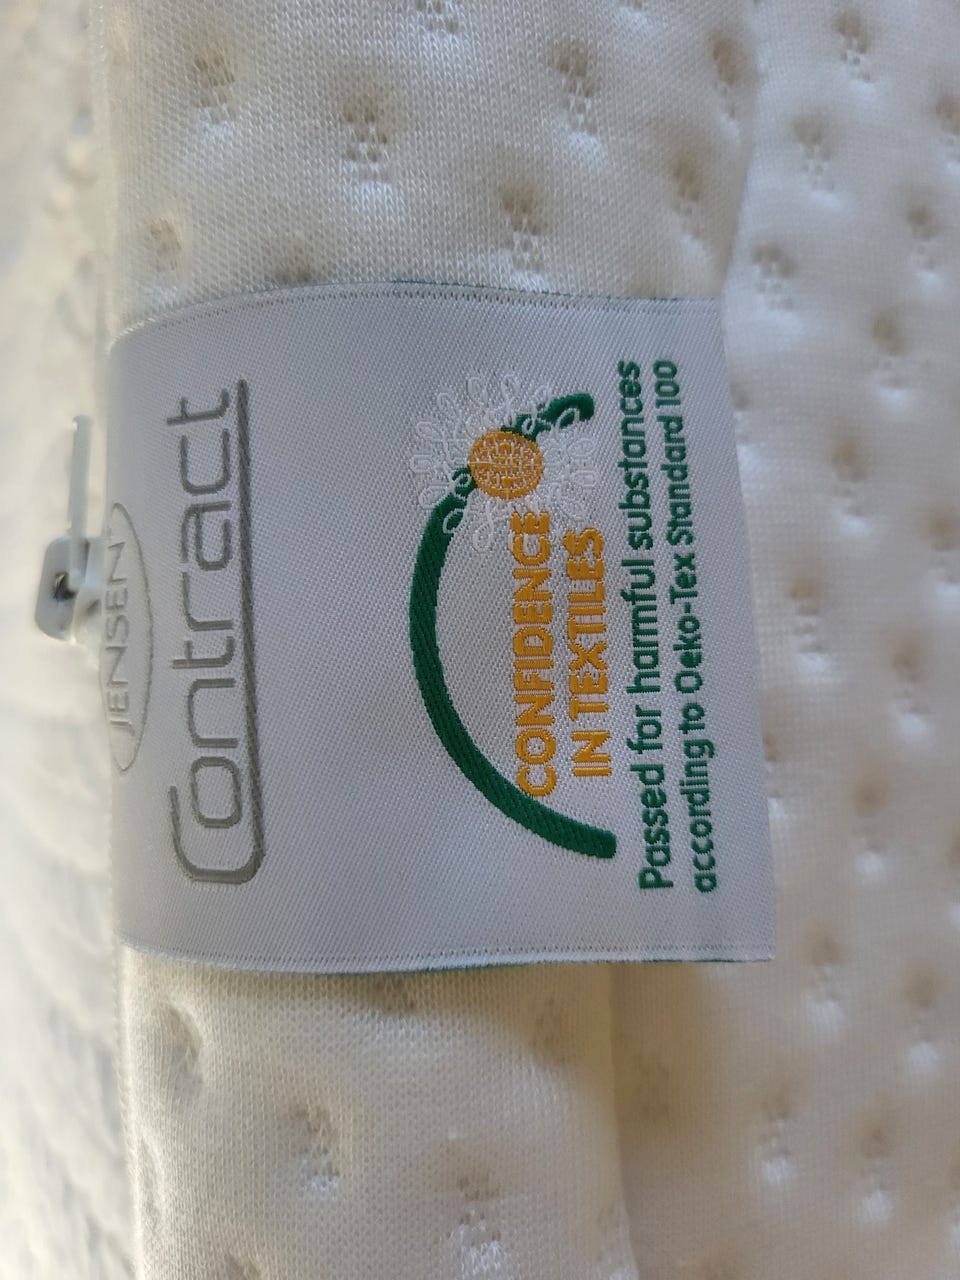 JENSEN
Contract
CONFIDENCE
IN TEXTILES
Passed for harmful substances
according to Oeko-Tex Standard 100